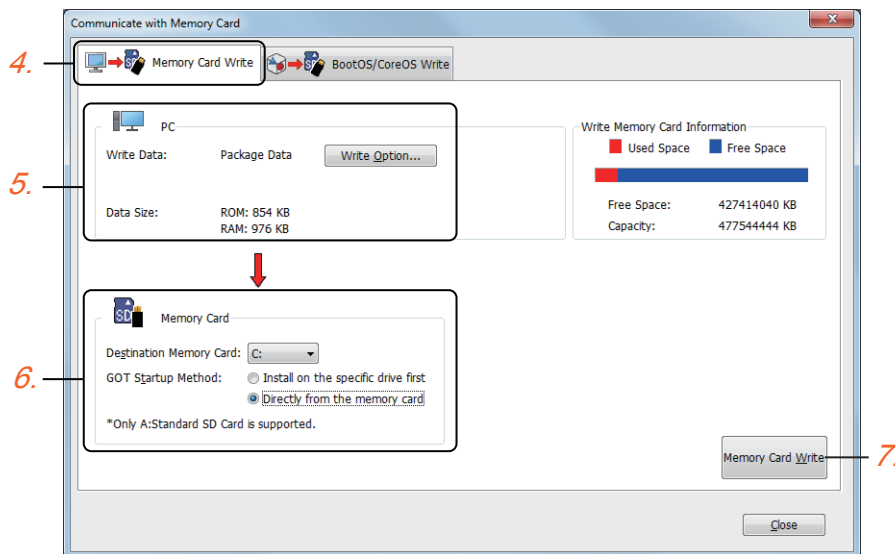 Communicate with Memory Card
4.
Memory Card Write
BootOS/CoreOS Write
5.
PC
Write Data: Package Data Write Option...
Data Size: ROM: 854 KB
RAM: 976 KB
Write Memory Card Information
Used Space Free Space
Free Space: 427414040 KB
Capacity: 477544444 KB
6.
SD
Memory Card
Destination Memory Card: C:
GOT Startup Method: Install on the specific drive first
Directly from the memory card
*Only A:Standard SD Card is supported.
Memory Card Write
7.
Close